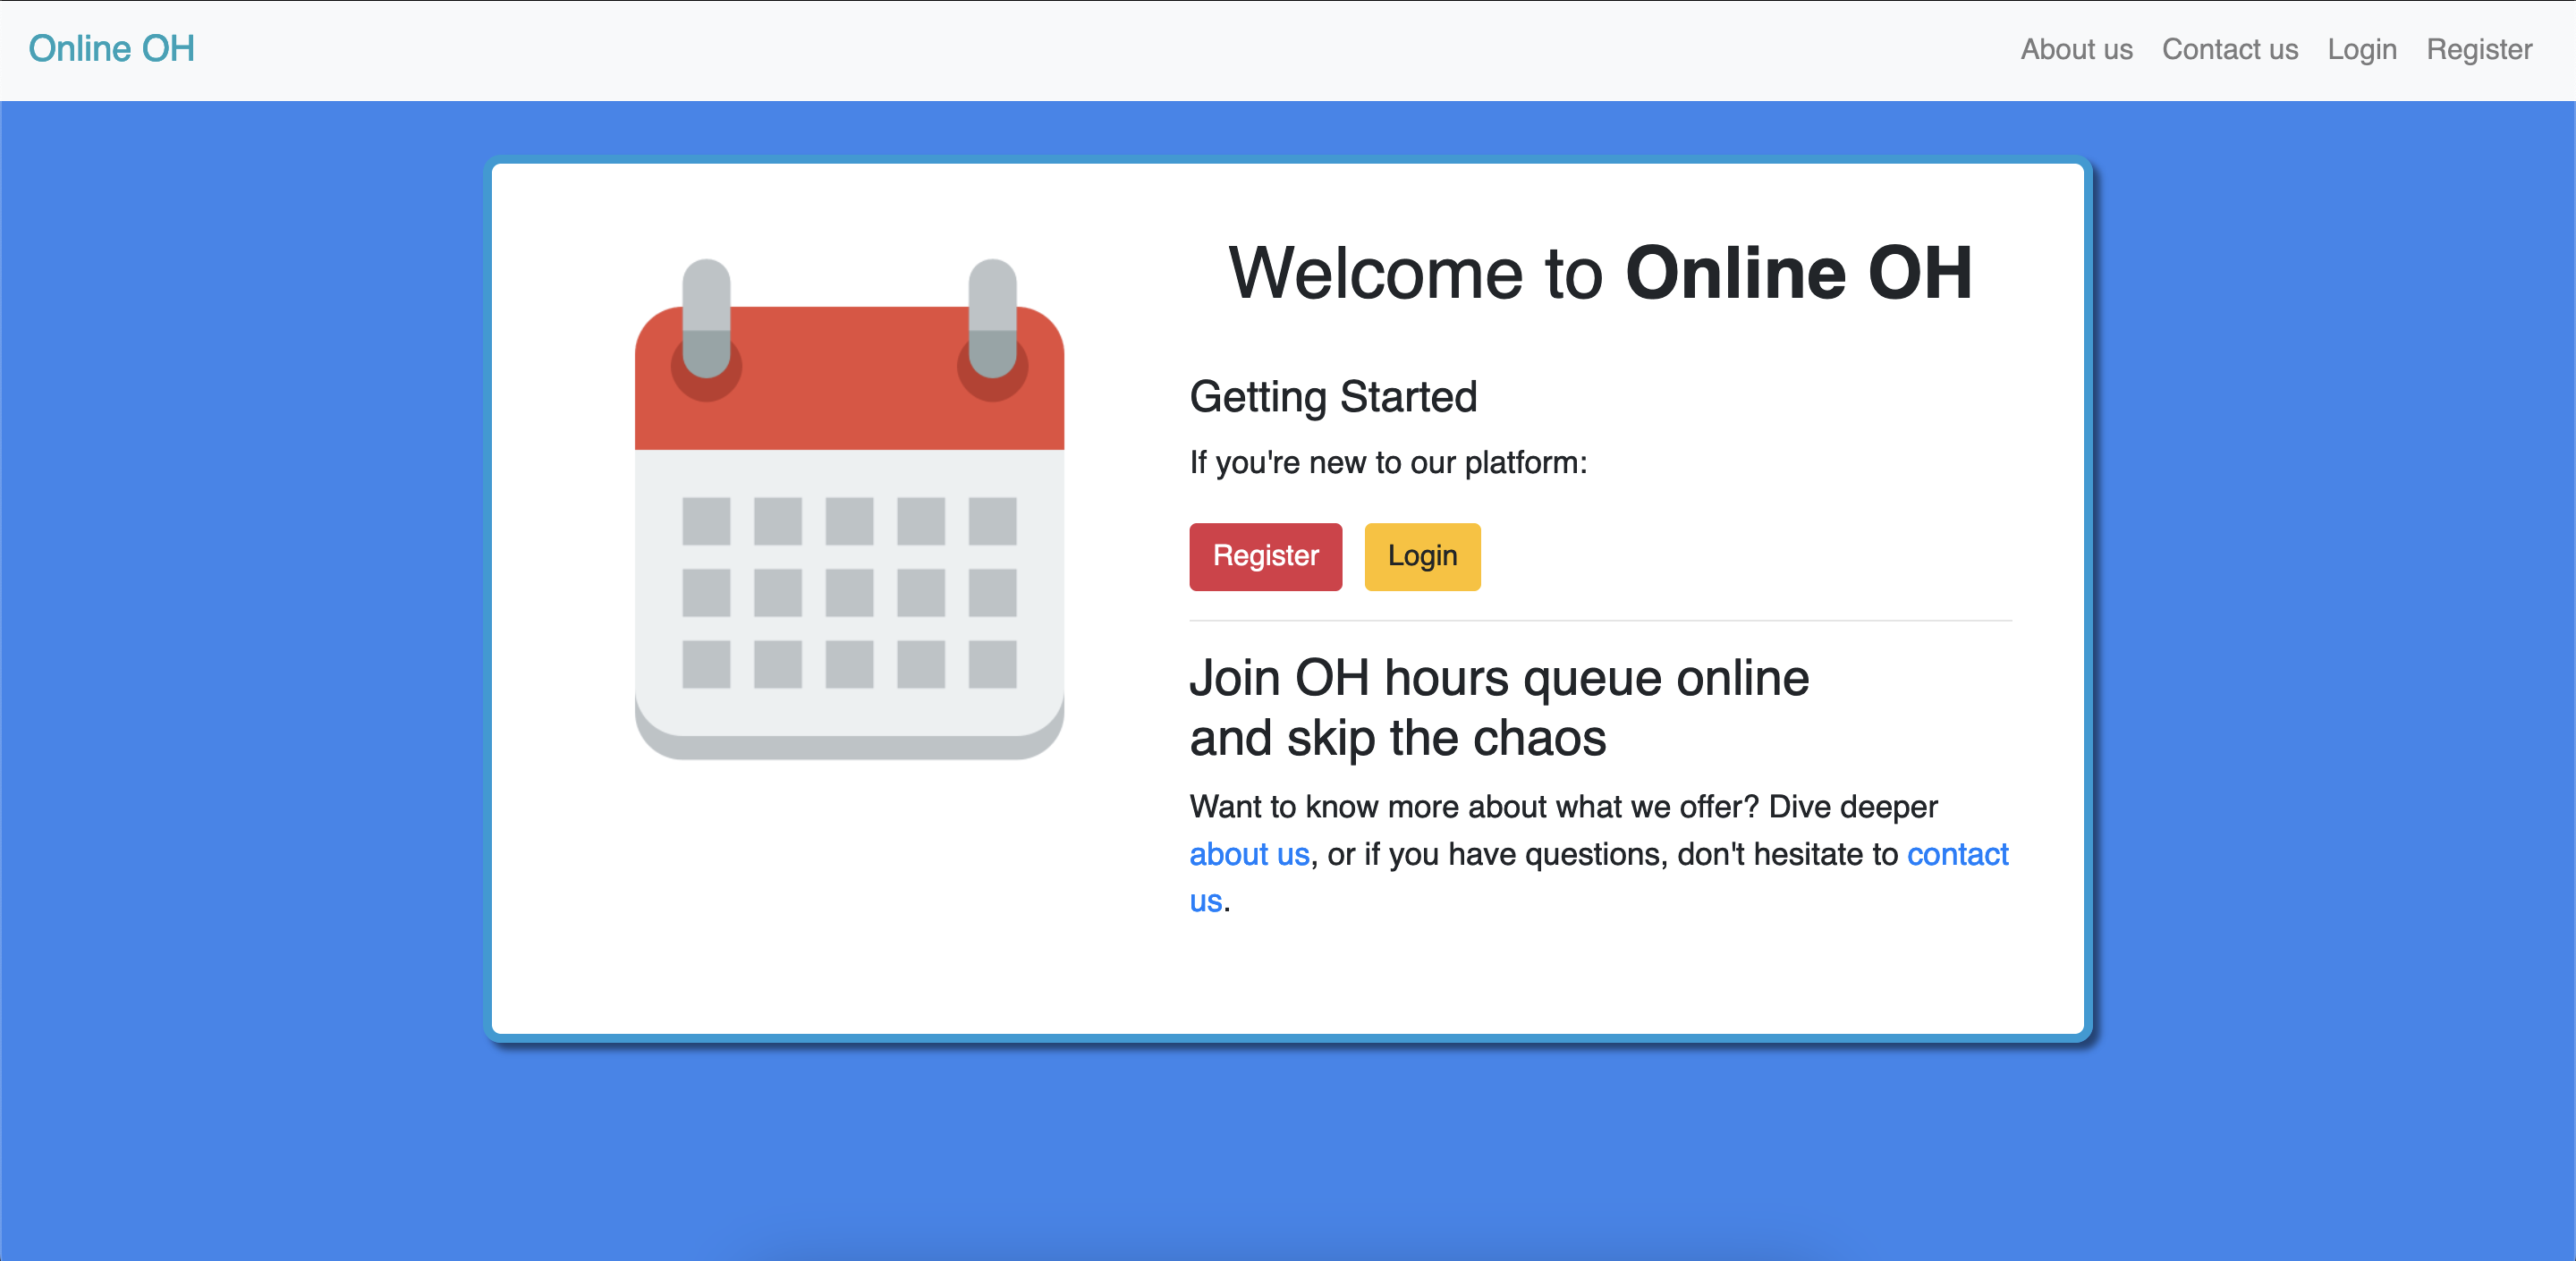 Online OH
About us Contact us Login Register
Welcome to Online OH
Getting Started
If you're new to our platform:
Register Login
Join OH hours queue online
and skip the chaos
Want to know more about what we offer? Dive deeper
about us, or if you have questions, don't hesitate to contact
us.